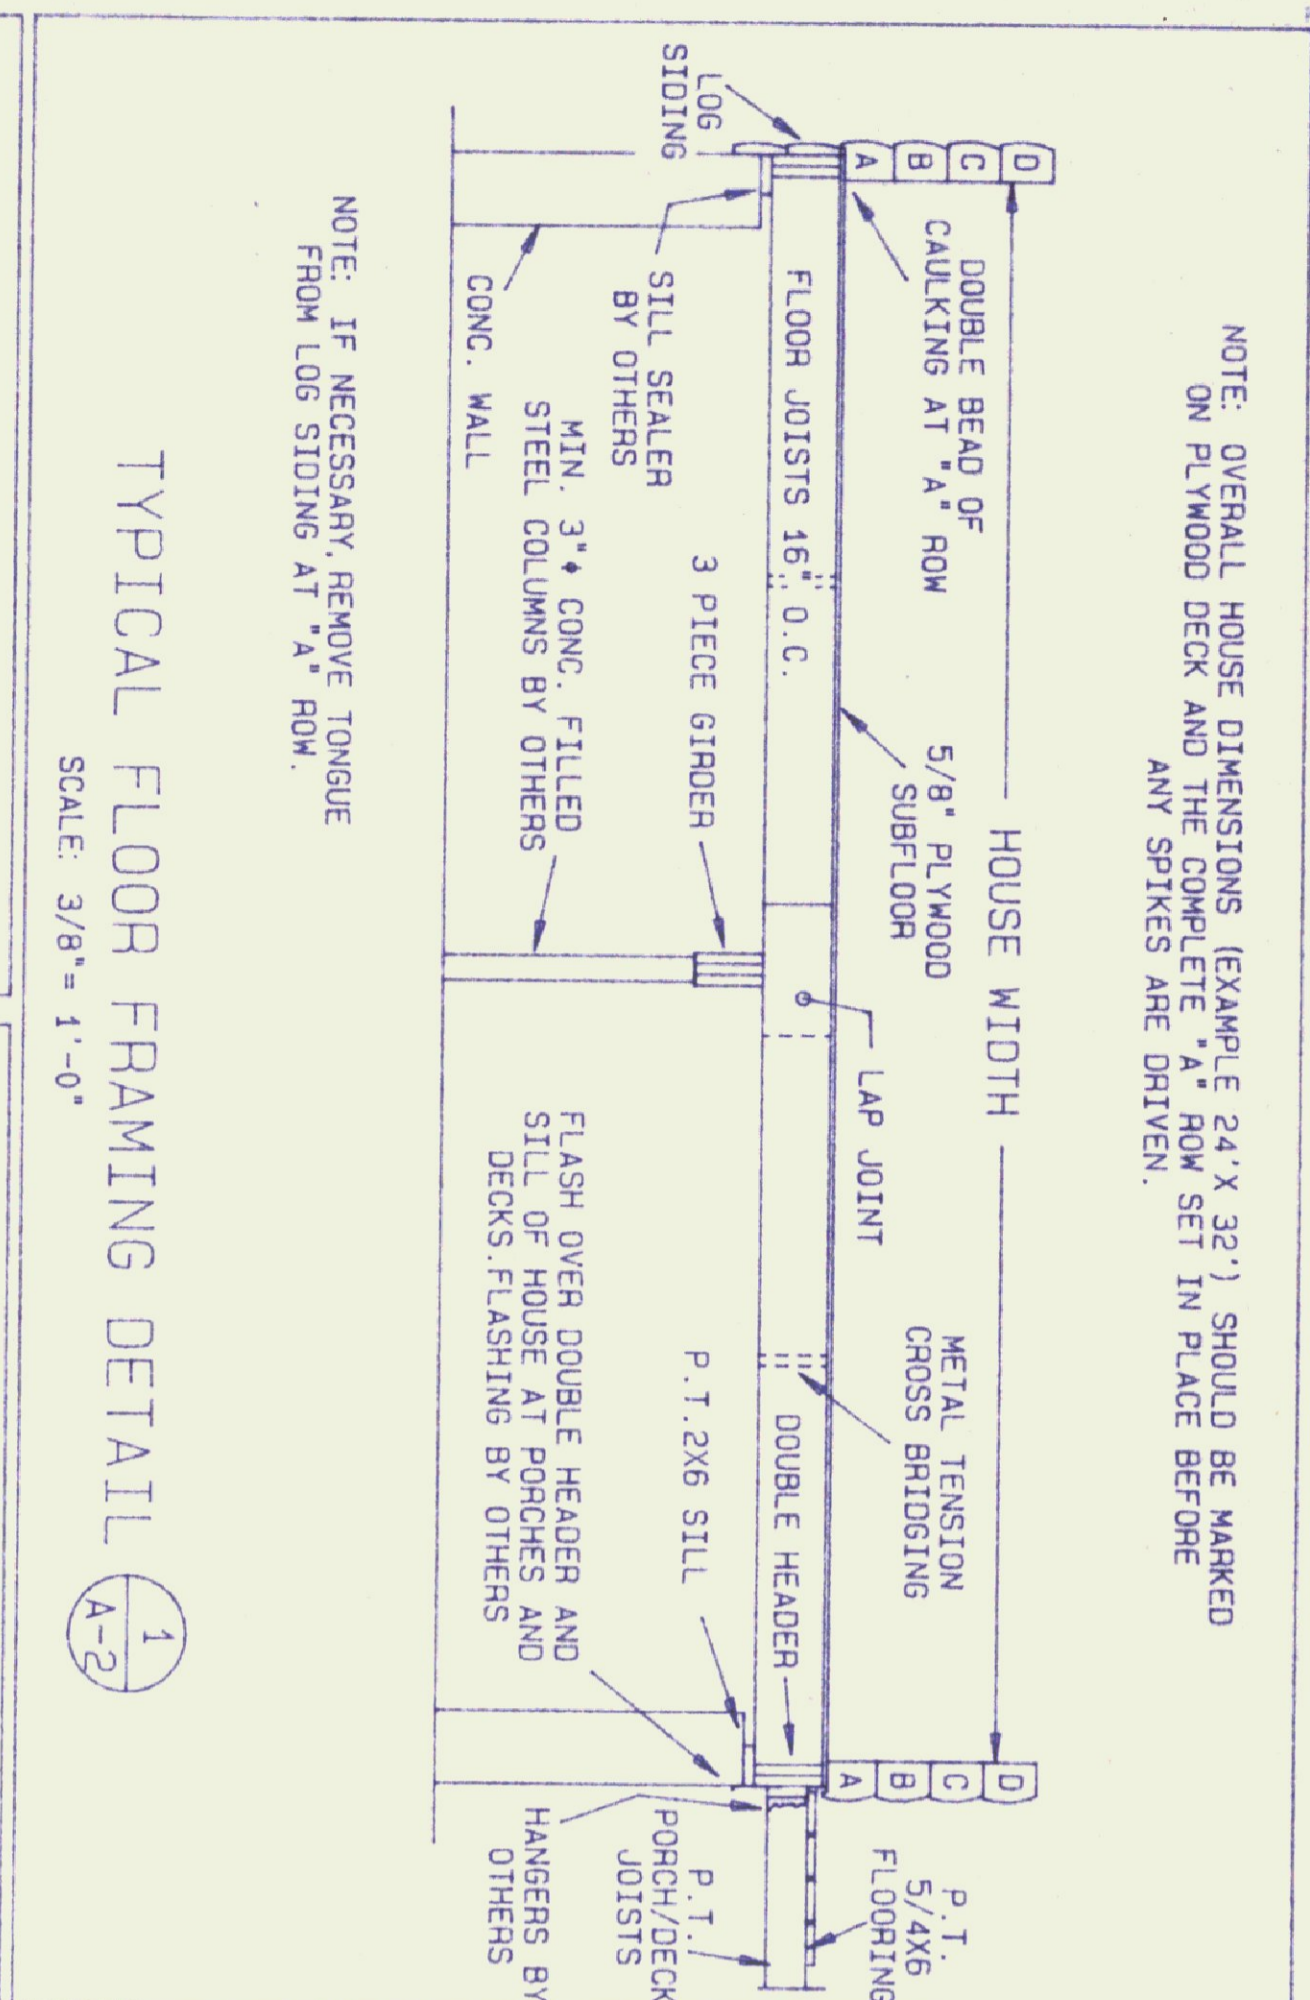 NOTE: OVERALL HOUSE DIMENSIONS (EXAMPLE 24'X 32') SHOULD BE MARKED
ON PLYWOOD DECK AND THE COMPLETE "A" ROW SET IN PLACE BEFORE
ANY SPIKES ARE DRIVEN.
HOUSE WIDTH
D
C
B
A
D
C
B
A
LOG
SIDING
DOUBLE BEAD OF
CAULKING AT "A" ROW
5/8" PLYWOOD
SUBFLOOR
LAP JOINT
METAL TENSION
CROSS BRIDGING
P.T.
5/4X6
FLOORING
FLOOR JOISTS 16" O.C.
DOUBLE HEADER
SILL SEALER
BY OTHERS
3 PIECE GIRDER
P.T.2X6 SILL
P.T.
PORCH/DECK
JOISTS
CONC. WALL
MIN. 3"ϕ CONC. FILLED
STEEL COLUMNS BY OTHERS
FLASH OVER DOUBLE HEADER AND
SILL OF HOUSE AT PORCHES AND
DECKS.FLASHING BY OTHERS
HANGERS BY
OTHERS
NOTE: IF NECESSARY, REMOVE TONGUE
FROM LOG SIDING AT "A" ROW.
TYPICAL FLOOR FRAMING DETAIL
1
A-2
SCALE: 3/8"= 1'-0"